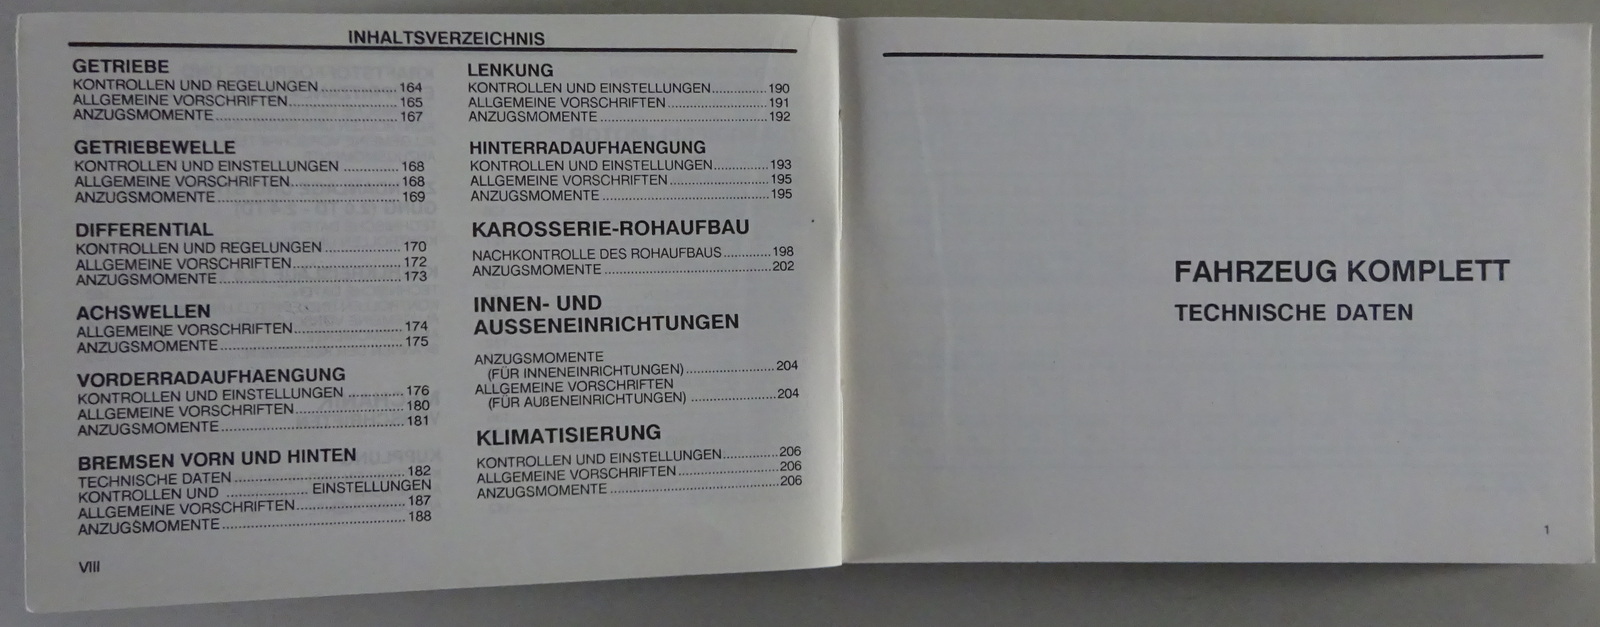 INHALTSVERZEICHNIS
GETRIEBE
KONTROLLEN UND REGELUNGEN ................... 164
ALLGEMEINE VORSCHRIFTEN........................... 165
ANZUGSMOMENTE............................................. 167
GETRIEBEWELLE
KONTROLLEN UND EINSTELLUNGEN .............. 168
ALLGEMEINE VORSCHRIFTEN........................... 168
ANZUGSMOMENTE............................................. 169
DIFFERENTIAL
KONTROLLEN UND REGELUNGEN ................... 170
ALLGEMEINE VORSCHRIFTEN........................... 172
ANZUGSMOMENTE............................................. 173
ACHSWELLEN
ALLGEMEINE VORSCHRIFTEN........................... 174
ANZUGSMOMENTE............................................. 175
VORDERRADAUFHAENGUNG
KONTROLLEN UND EINSTELLUNGEN .............. 176
ALLGEMEINE VORSCHRIFTEN........................... 180
ANZUGSMOMENTE............................................. 181
BREMSEN VORN UND HINTEN
TECHNISCHE DATEN.......................................... 182
KONTROLLEN UND ..................... EINSTELLUNGEN
ALLGEMEINE VORSCHRIFTEN........................... 187
ANZUGSMOMENTE............................................. 188
VIII
LENKUNG
KONTROLLEN UND EINSTELLUNGEN.............. 190
ALLGEMEINE VORSCHRIFTEN......................... 191
ANZUGSMOMENTE.......................................... 192
HINTERRADAUFHAENGUNG
KONTROLLEN UND EINSTELLUNGEN.............. 193
ALLGEMEINE VORSCHRIFTEN ........................ 195
ANZUGSMOMENTE ......................................... 195
KAROSSERIE-ROHAUFBAU
NACHKONTROLLE DES ROHAUFBAUS............ 198
ANZUGSMOMENTE ......................................... 202
INNEN- UND
AUSSENEINRICHTUNGEN
ANZUGSMOMENTE
(FÜR INNENEINRICHTUNGEN)...................... 204
ALLGEMEINE VORSCHRIFTEN
(FÜR AUßENEINRICHTUNGEN) ..................... 204
KLIMATISIERUNG
KONTROLLEN UND EINSTELLUNGEN.............. 206
ALLGEMEINE VORSCHRIFTEN......................... 206
ANZUGSMOMENTE ......................................... 206
FAHRZEUG KOMPLETT
TECHNISCHE DATEN
1